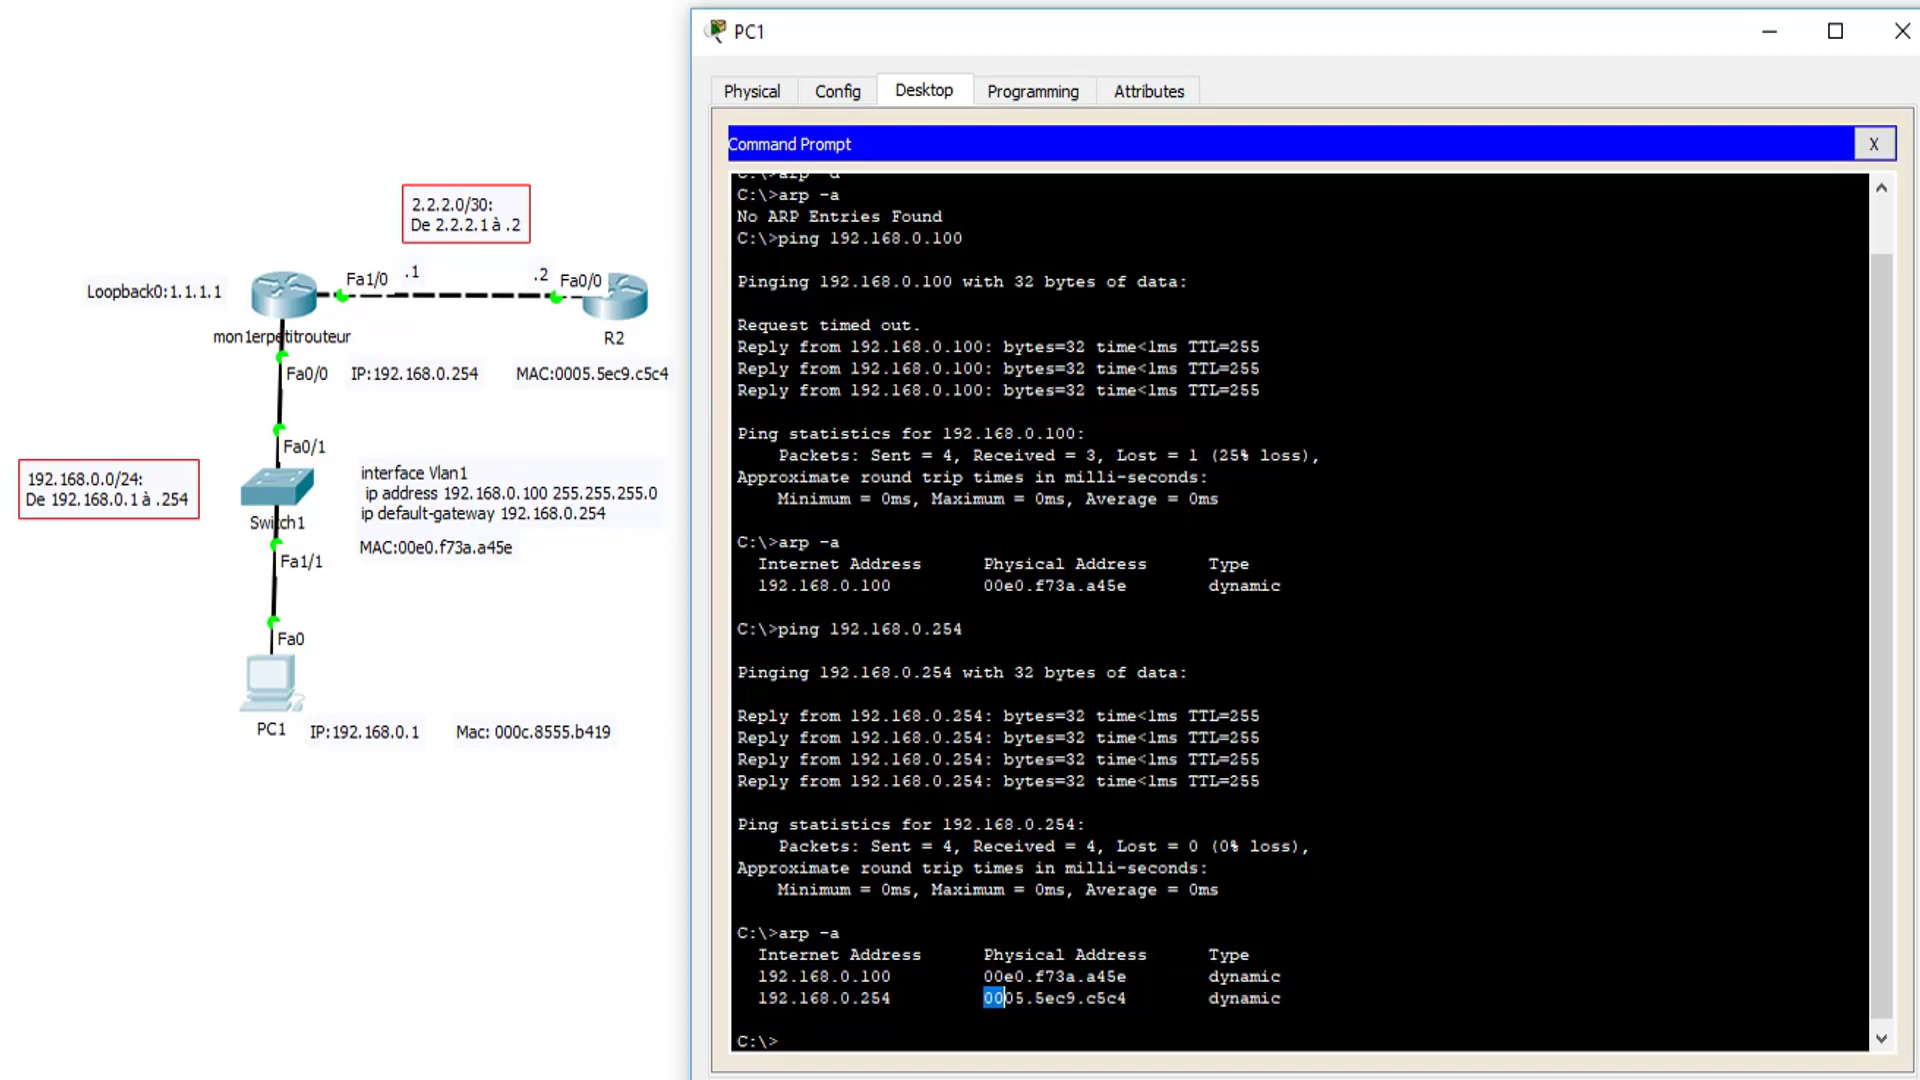 2.2.2.0/30:
De 2.2.2.1 à .2
Loopback0:1.1.1.1
Fa1/0
.1
.2
Fa0/0
mon1erpetitrouteur
R2
Fa0/0
IP:192.168.0.254
MAC:0005.5ec9.c5c4
Fa0/1
192.168.0.0/24:
De 192.168.0.1 à .254
interface Vlan1
ip address 192.168.0.100 255.255.255.0
ip default-gateway 192.168.0.254
Switch1
MAC:00e0.f73a.a45e
Fa1/1
Fa0
PC1
IP:192.168.0.1
Mac: 000c.8555.b419
PC1
Physical
Config
Desktop
Programming
Attributes
Command Prompt
X
C:\>arp -d
C:\>arp -a
No ARP Entries Found
C:\>ping 192.168.0.100
Pinging 192.168.0.100 with 32 bytes of data:
Request timed out.
Reply from 192.168.0.100: bytes=32 time<1ms TTL=255
Reply from 192.168.0.100: bytes=32 time<1ms TTL=255
Reply from 192.168.0.100: bytes=32 time<1ms TTL=255
Ping statistics for 192.168.0.100:
Packets: Sent = 4, Received = 3, Lost = 1 (25% loss),
Approximate round trip times in milli-seconds:
Minimum = 0ms, Maximum = 0ms, Average = 0ms
C:\>arp -a
Internet Address Physical Address Type
192.168.0.100 00e0.f73a.a45e dynamic
C:\>ping 192.168.0.254
Pinging 192.168.0.254 with 32 bytes of data:
Reply from 192.168.0.254: bytes=32 time<1ms TTL=255
Reply from 192.168.0.254: bytes=32 time<1ms TTL=255
Reply from 192.168.0.254: bytes=32 time<1ms TTL=255
Reply from 192.168.0.254: bytes=32 time<1ms TTL=255
Ping statistics for 192.168.0.254:
Packets: Sent = 4, Received = 4, Lost = 0 (0% loss),
Approximate round trip times in milli-seconds:
Minimum = 0ms, Maximum = 0ms, Average = 0ms
C:\>arp -a
Internet Address Physical Address Type
192.168.0.100 00e0.f73a.a45e dynamic
192.168.0.254 0005.5ec9.c5c4 dynamic
C:\>